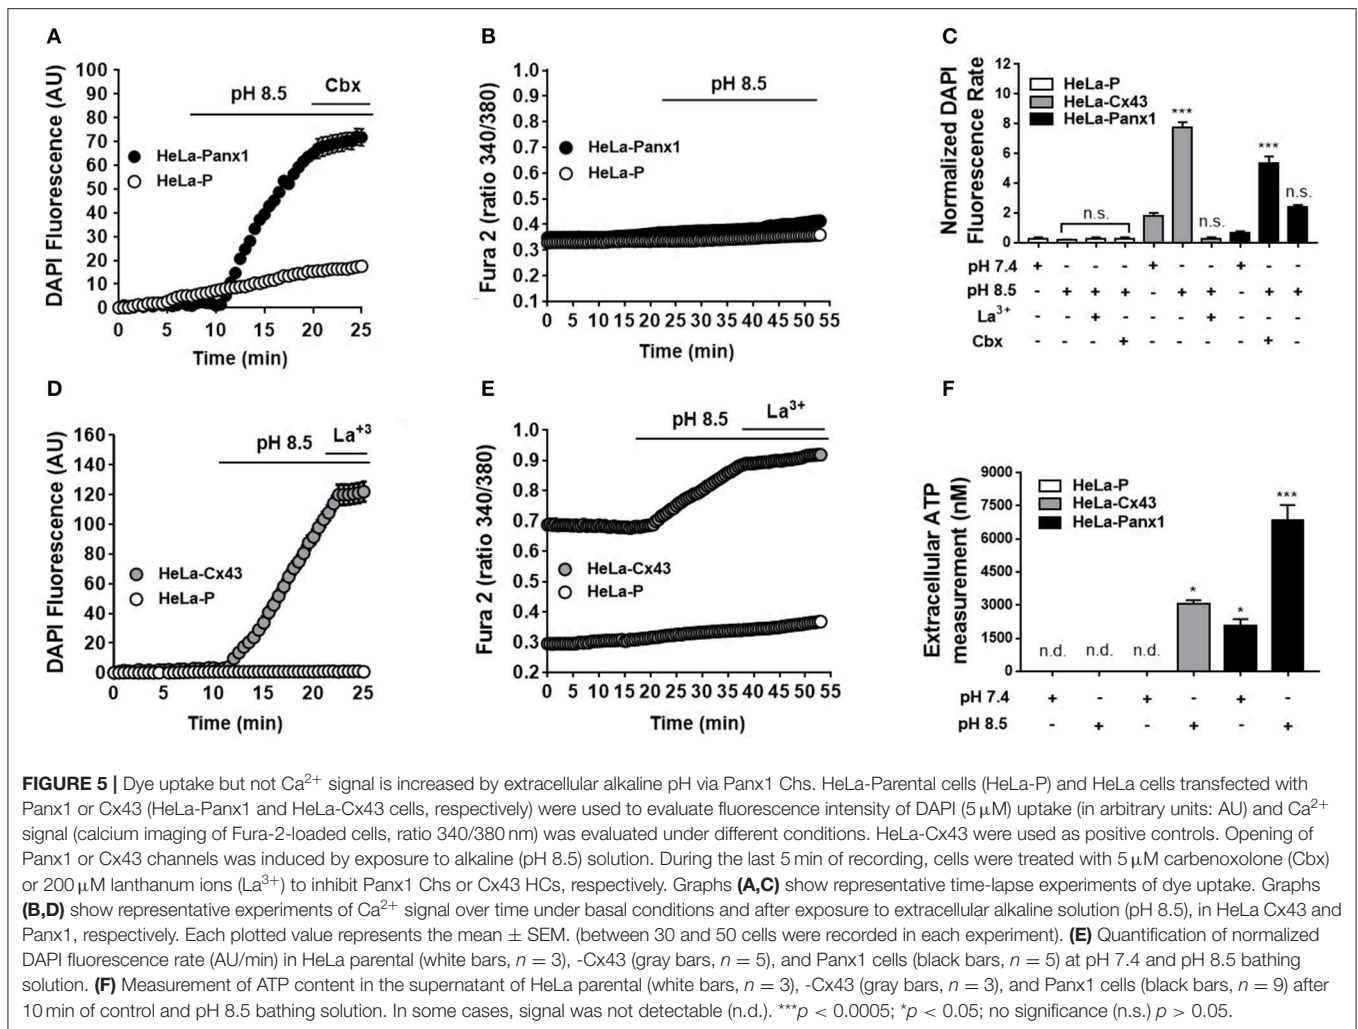 A
DAPI Fluorescence (AU)
100
90
80
70
60
50
40
30
20
10
0
pH 8.5
Cbx
HeLa-Panx1
HeLa-P
0 5 10 15 20 25
Time (min)
B
Fura 2 (ratio 340/380)
1.0
0.9
0.8
0.7
0.6
0.5
0.4
0.3
0.2
0.1
pH 8.5
HeLa-Panx1
HeLa-P
0 5 10 15 20 25 30 35 40 45 50 55
Time (min)
C
Normalized DAPI
Fluorescence Rate
12
10
8
6
4
2
0
HeLa-P
HeLa-Cx43
HeLa-Panx1
n.s.
***
n.s.
***
n.s.
pH 7.4 + - - - + - - + - -
pH 8.5 - + + + - + + - + +
La3+ - - + - - - + - - -
Cbx - - - + - - - - + -
D
DAPI Fluorescence (AU)
160
140
120
100
80
60
40
20
0
pH 8.5
La+3
HeLa-Cx43
HeLa-P
0 5 10 15 20 25
Time (min)
E
Fura 2 (ratio 340/380)
1.0
0.9
0.8
0.7
0.6
0.5
0.4
0.3
0.2
pH 8.5
La3+
HeLa-Cx43
HeLa-P
0 5 10 15 20 25 30 35 40 45 50 55
Time (min)
F
Extracellular ATP
measurement (nM)
9000
7500
6000
4500
3000
1500
0
HeLa-P
HeLa-Cx43
HeLa-Panx1
n.d.
n.d.
n.d.
*
*
***
pH 7.4 + - + - + -
pH 8.5 - + - + - +
FIGURE 5 | Dye uptake but not Ca2+ signal is increased by extracellular alkaline pH via Panx1 Chs. HeLa-Parental cells (HeLa-P) and HeLa cells transfected with
Panx1 or Cx43 (HeLa-Panx1 and HeLa-Cx43 cells, respectively) were used to evaluate fluorescence intensity of DAPI (5 µM) uptake (in arbitrary units: AU) and Ca2+
signal (calcium imaging of Fura-2-loaded cells, ratio 340/380 nm) was evaluated under different conditions. HeLa-Cx43 were used as positive controls. Opening of
Panx1 or Cx43 channels was induced by exposure to alkaline (pH 8.5) solution. During the last 5 min of recording, cells were treated with 5 µM carbenoxolone (Cbx)
or 200 µM lanthanum ions (La3+) to inhibit Panx1 Chs or Cx43 HCs, respectively. Graphs (A,C) show representative time-lapse experiments of dye uptake. Graphs
(B,D) show representative experiments of Ca2+ signal over time under basal conditions and after exposure to extracellular alkaline solution (pH 8.5), in HeLa Cx43 and
Panx1, respectively. Each plotted value represents the mean ± SEM. (between 30 and 50 cells were recorded in each experiment). (E) Quantification of normalized
DAPI fluorescence rate (AU/min) in HeLa parental (white bars, n = 3), -Cx43 (gray bars, n = 5), and Panx1 cells (black bars, n = 5) at pH 7.4 and pH 8.5 bathing
solution. (F) Measurement of ATP content in the supernatant of HeLa parental (white bars, n = 3), -Cx43 (gray bars, n = 3), and Panx1 cells (black bars, n = 9) after
10 min of control and pH 8.5 bathing solution. In some cases, signal was not detectable (n.d.). ***p < 0.0005; *p < 0.05; no significance (n.s.) p > 0.05.